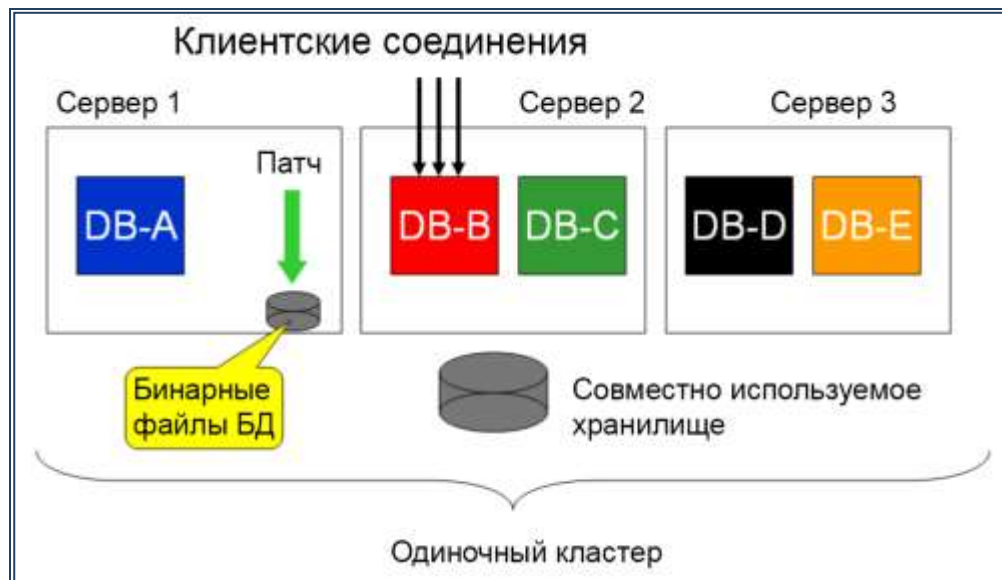 Клиентские соединения
Сервер 1
Сервер 2
Сервер 3
Патч
DB-A
DB-B
DB-C
DB-D
DB-E
Бинарные
файлы БД
Совместно используемое
хранилище
Одиночный кластер